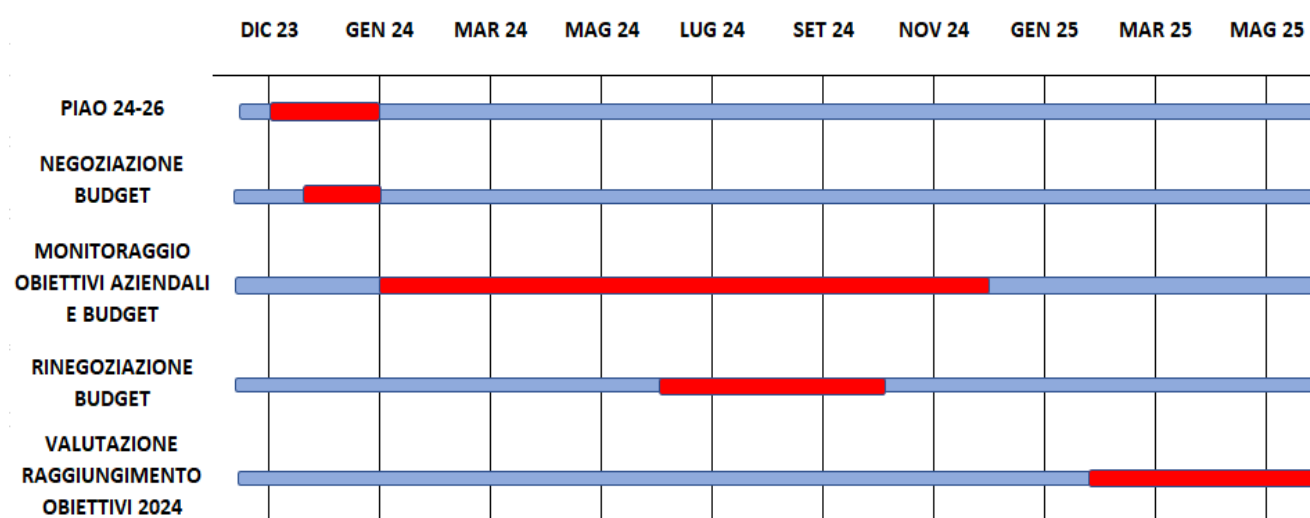 DIC 23 GEN 24 MAR 24 MAG 24 LUG 24 SET 24 NOV 24 GEN 25 MAR 25 MAG 25
PIAO 24-26
NEGOZIAZIONE
BUDGET
MONITORAGGIO
OBIETTIVI AZIENDALI
E BUDGET
RINEGOZIAZIONE
BUDGET
VALUTAZIONE
RAGGIUNGIMENTO
OBIETTIVI 2024